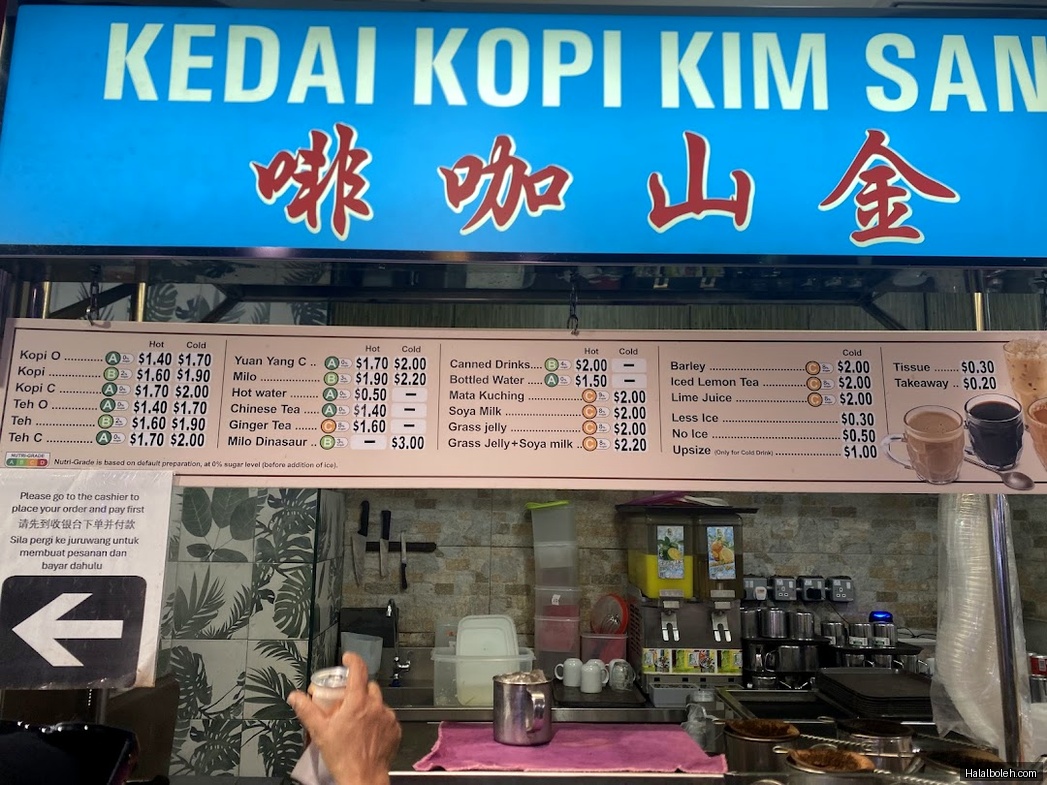 KEDAI KOPI KIM SAN
啡 咖 山 金
Hot Cold
Kopi O ............ A $1.40 $1.70
Kopi ............ B $1.60 $1.90
Kopi C ............ A $1.70 $2.00
Teh O ............ A $1.40 $1.70
Teh ............ B $1.60 $1.90
Teh C ............ A $1.70 $2.00
Hot Cold
Yuan Yang C .. A $1.70 $2.00
Milo ............ B $1.90 $2.20
Hot water ........ A $0.50 –
Chinese Tea .... A $1.40 –
Ginger Tea ...... C $1.60 –
Milo Dinasaur .. B – $3.00
Hot Cold
Canned Drinks.... B $2.00 –
Bottled Water .... A $1.50 –
Mata Kuching ............ C $2.00
Soya Milk ............ C $2.00
Grass jelly ............ C $2.00
Grass Jelly+Soya milk .. C $2.20
Cold
Barley ............ C $2.00
Iced Lemon Tea ...... C $2.00
Lime Juice ............ C $2.00
Less Ice ............ $0.30
No Ice ............ $0.50
Upsize (Only for Cold Drink) ............ $1.00
Tissue ..... $0.30
Takeaway .. $0.20
NUTRI-GRADE
A B C D
Nutri-Grade is based on default preparation, at 0% sugar level (before addition of ice).
Please go to the cashier to
place your order and pay first
请先到收银台下单并付款
Sila pergi ke juruwang untuk
membuat pesanan dan
bayar dahulu
Halalboleh.com